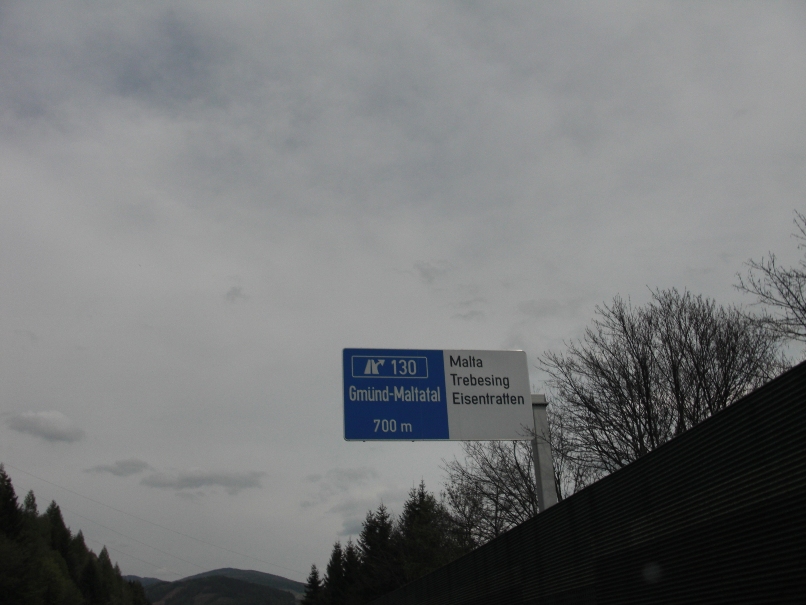 130
Gmünd-Maltatal
700 m
Malta
Trebesing
Eisentratten